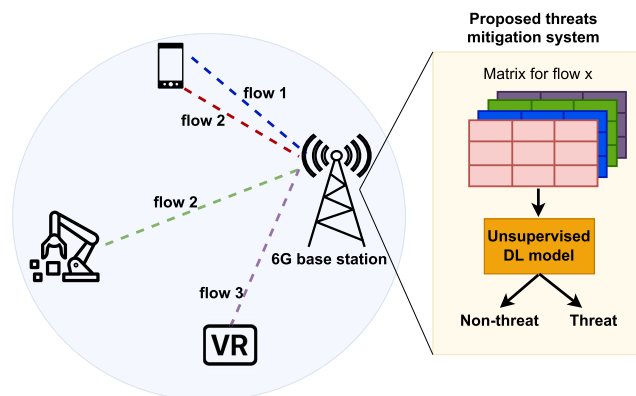 Proposed threats
mitigation system
Matrix for flow x
flow 1
flow 2
flow 2
6G base station
flow 3
VR
Unsupervised
DL model
Non-threat
Threat